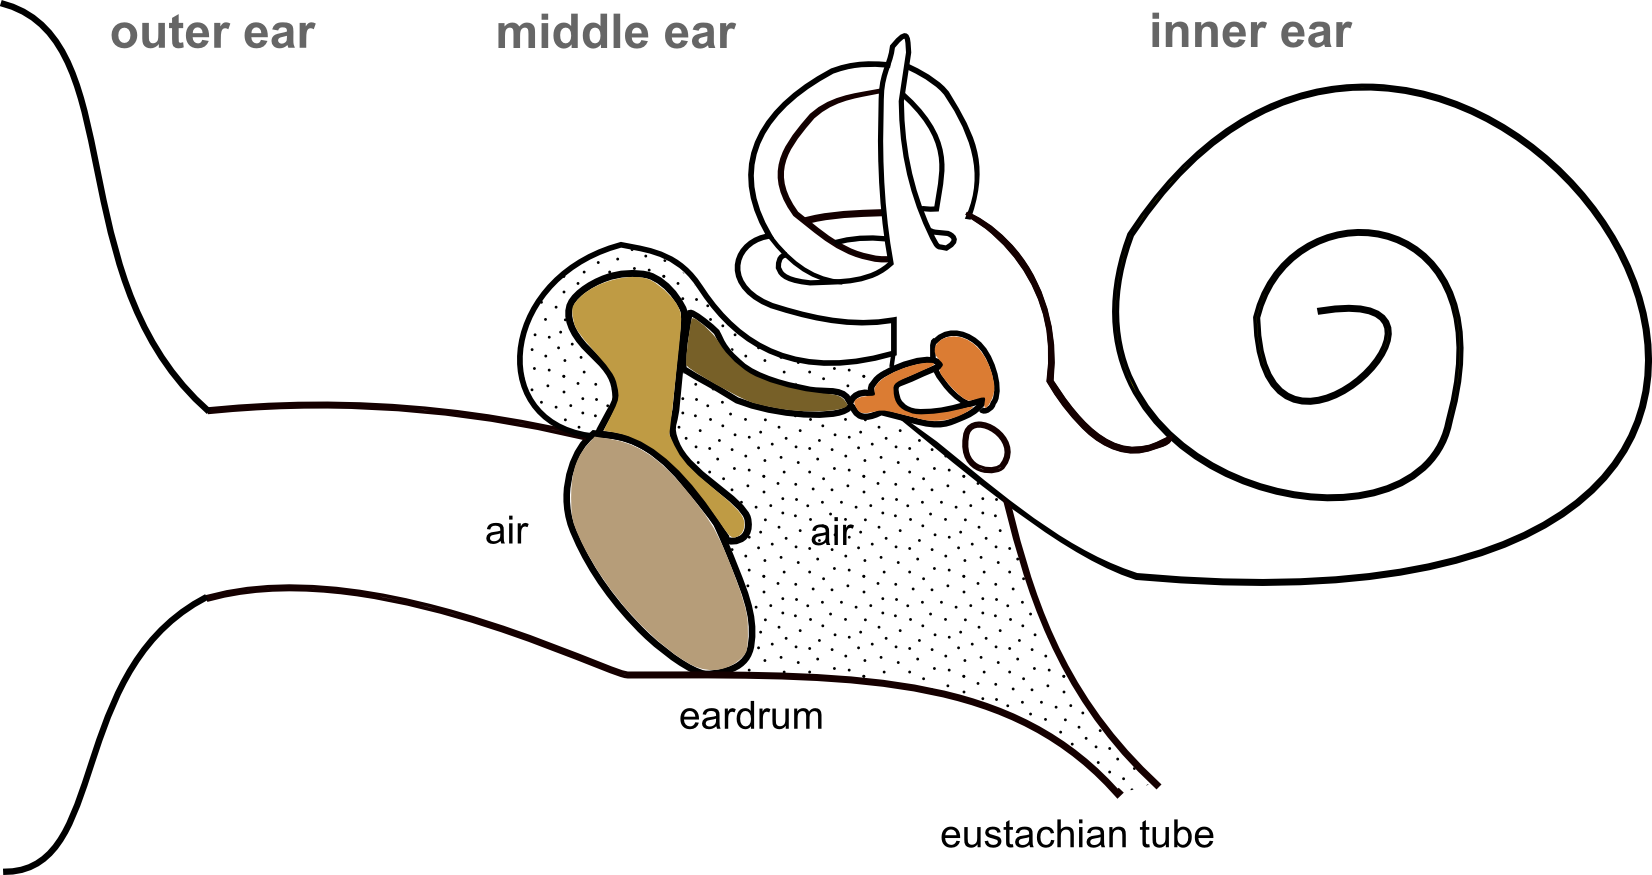 outer ear
middle ear
inner ear
air
air
eardrum
eustachian tube